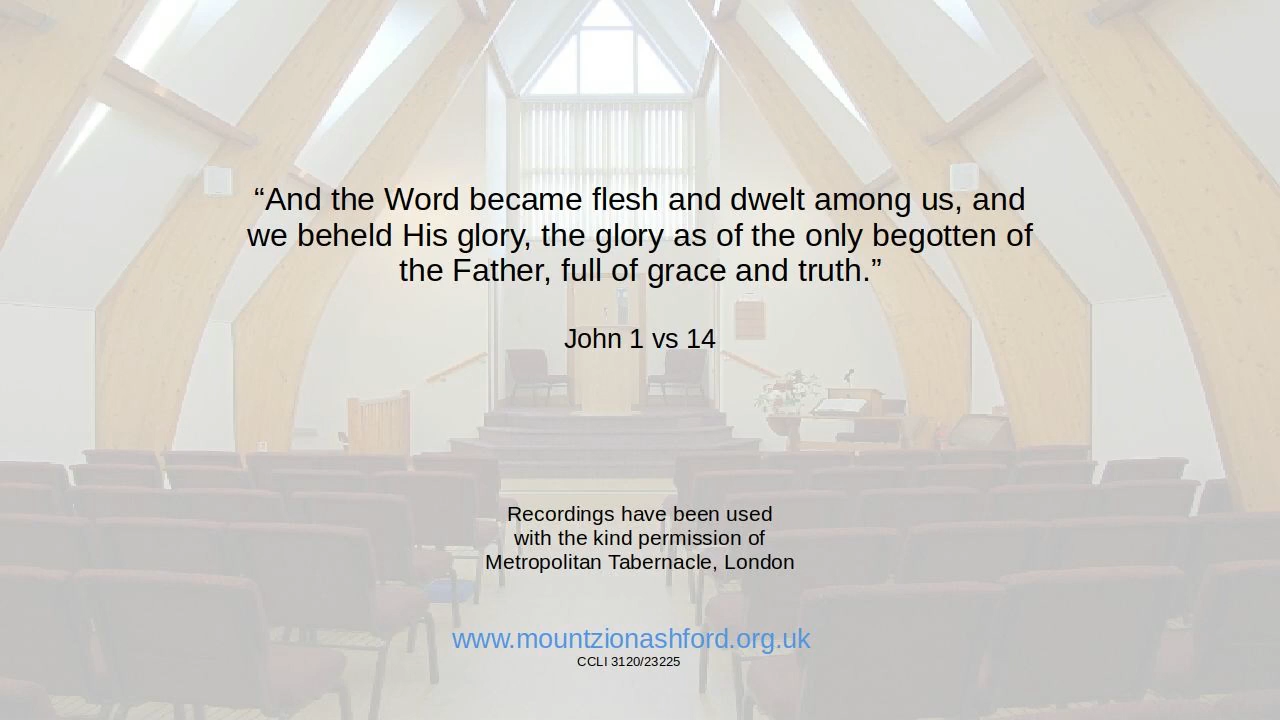 “And the Word became flesh and dwelt among us, and
we beheld His glory, the glory as of the only begotten of
the Father, full of grace and truth.”
John 1 vs 14
Recordings have been used
with the kind permission of
Metropolitan Tabernacle, London
www.mountzionashford.org.uk
CCLI 3120/23225